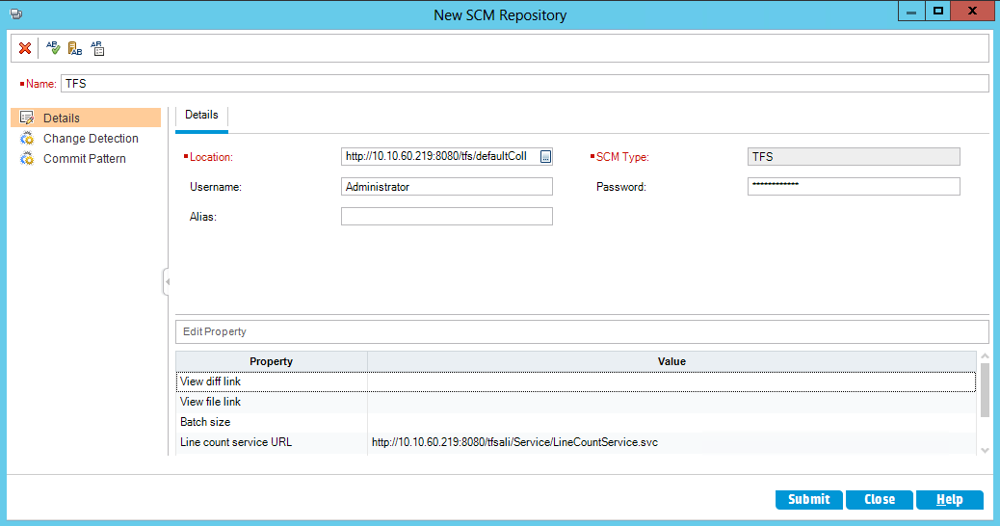 New SCM Repository
Name: TFS
Details
Change Detection
Commit Pattern
Details
Location: http://10.10.60.219:8080/tfs/defaultColl ... SCM Type: TFS
Username: Administrator Password: ************
Alias:
Edit Property
Property Value
View diff link
View file link
Batch size
Line count service URL http://10.10.60.219:8080/tfsali/Service/LineCountService.svc
Submit Close Help